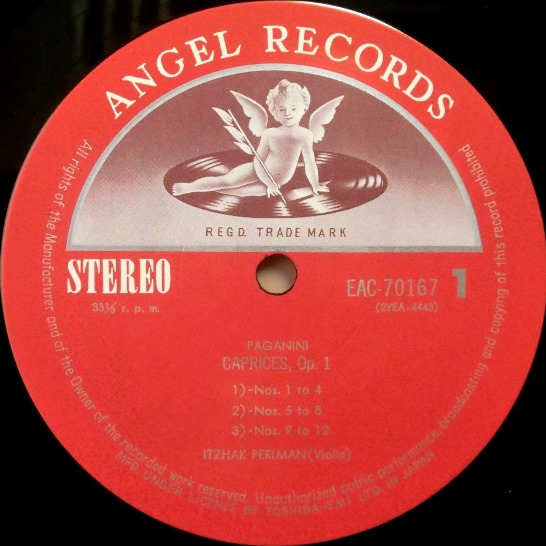 ANGEL RECORDS
REGD. TRADE MARK
STEREO
33⅓ r. p. m.
EAC-70167 1
(2YEA-4443)
PAGANINI
CAPRICES, Op. 1
1)-Nos. 1 to 4
2)-Nos. 5 to 8
3)-Nos. 9 to 12
ITZHAK PERLMAN (Violin)
All rights of the Manufacturer and of the Owner of the recorded work reserved. Unauthorized public performance, broadcasting and copying of this record prohibited
MFD. UNDER LICENCE BY TOSHIBA-EMI LTD. IN JAPAN